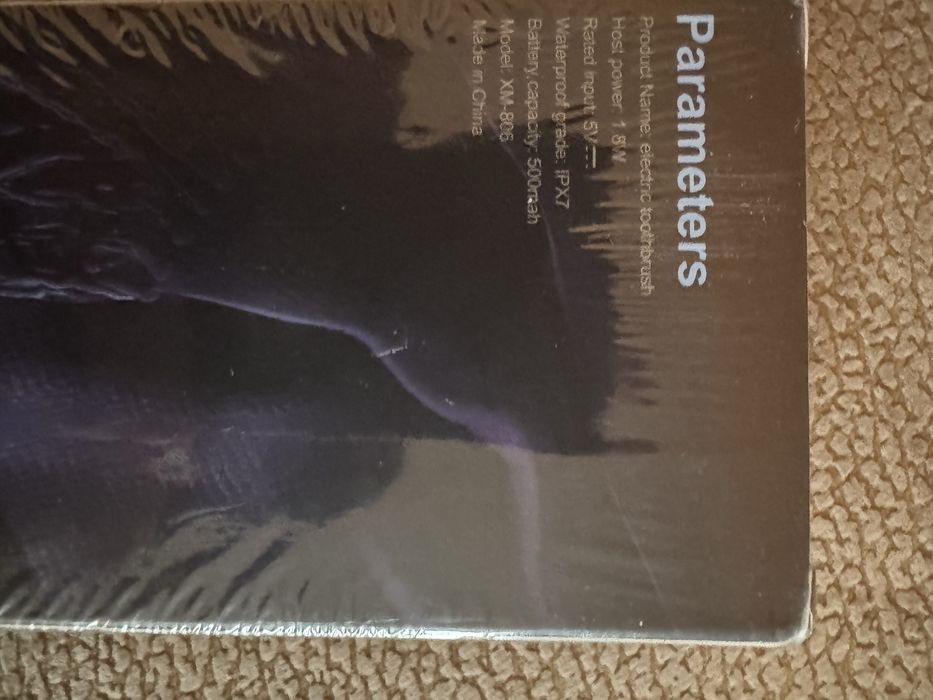 Parameters
Product Name: electric toothbrush
Host power: 1.8W
Rated input: 5V⎓
Waterproof grade: IPX7
Battery capacity: 500mah
Model: XM-806
Made in China